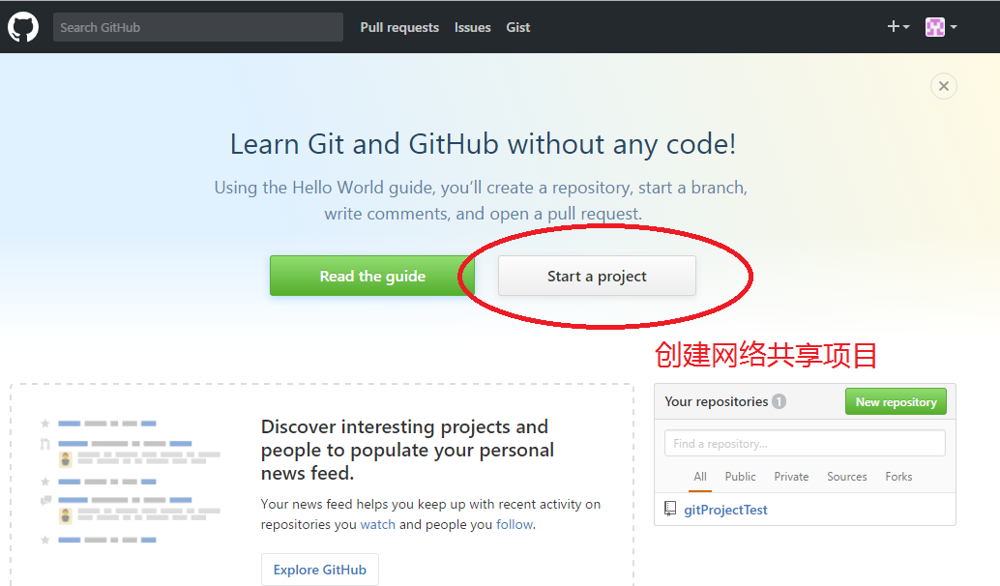 Search GitHub
Pull requests Issues Gist
Learn Git and GitHub without any code!
Using the Hello World guide, you’ll create a repository, start a branch,
write comments, and open a pull request.
Read the guide
Start a project
创建网络共享项目
Discover interesting projects and
people to populate your personal
news feed.
Your news feed helps you keep up with recent activity on
repositories you watch and people you follow.
Explore GitHub
Your repositories 1
New repository
Find a repository...
All Public Private Sources Forks
gitProjectTest